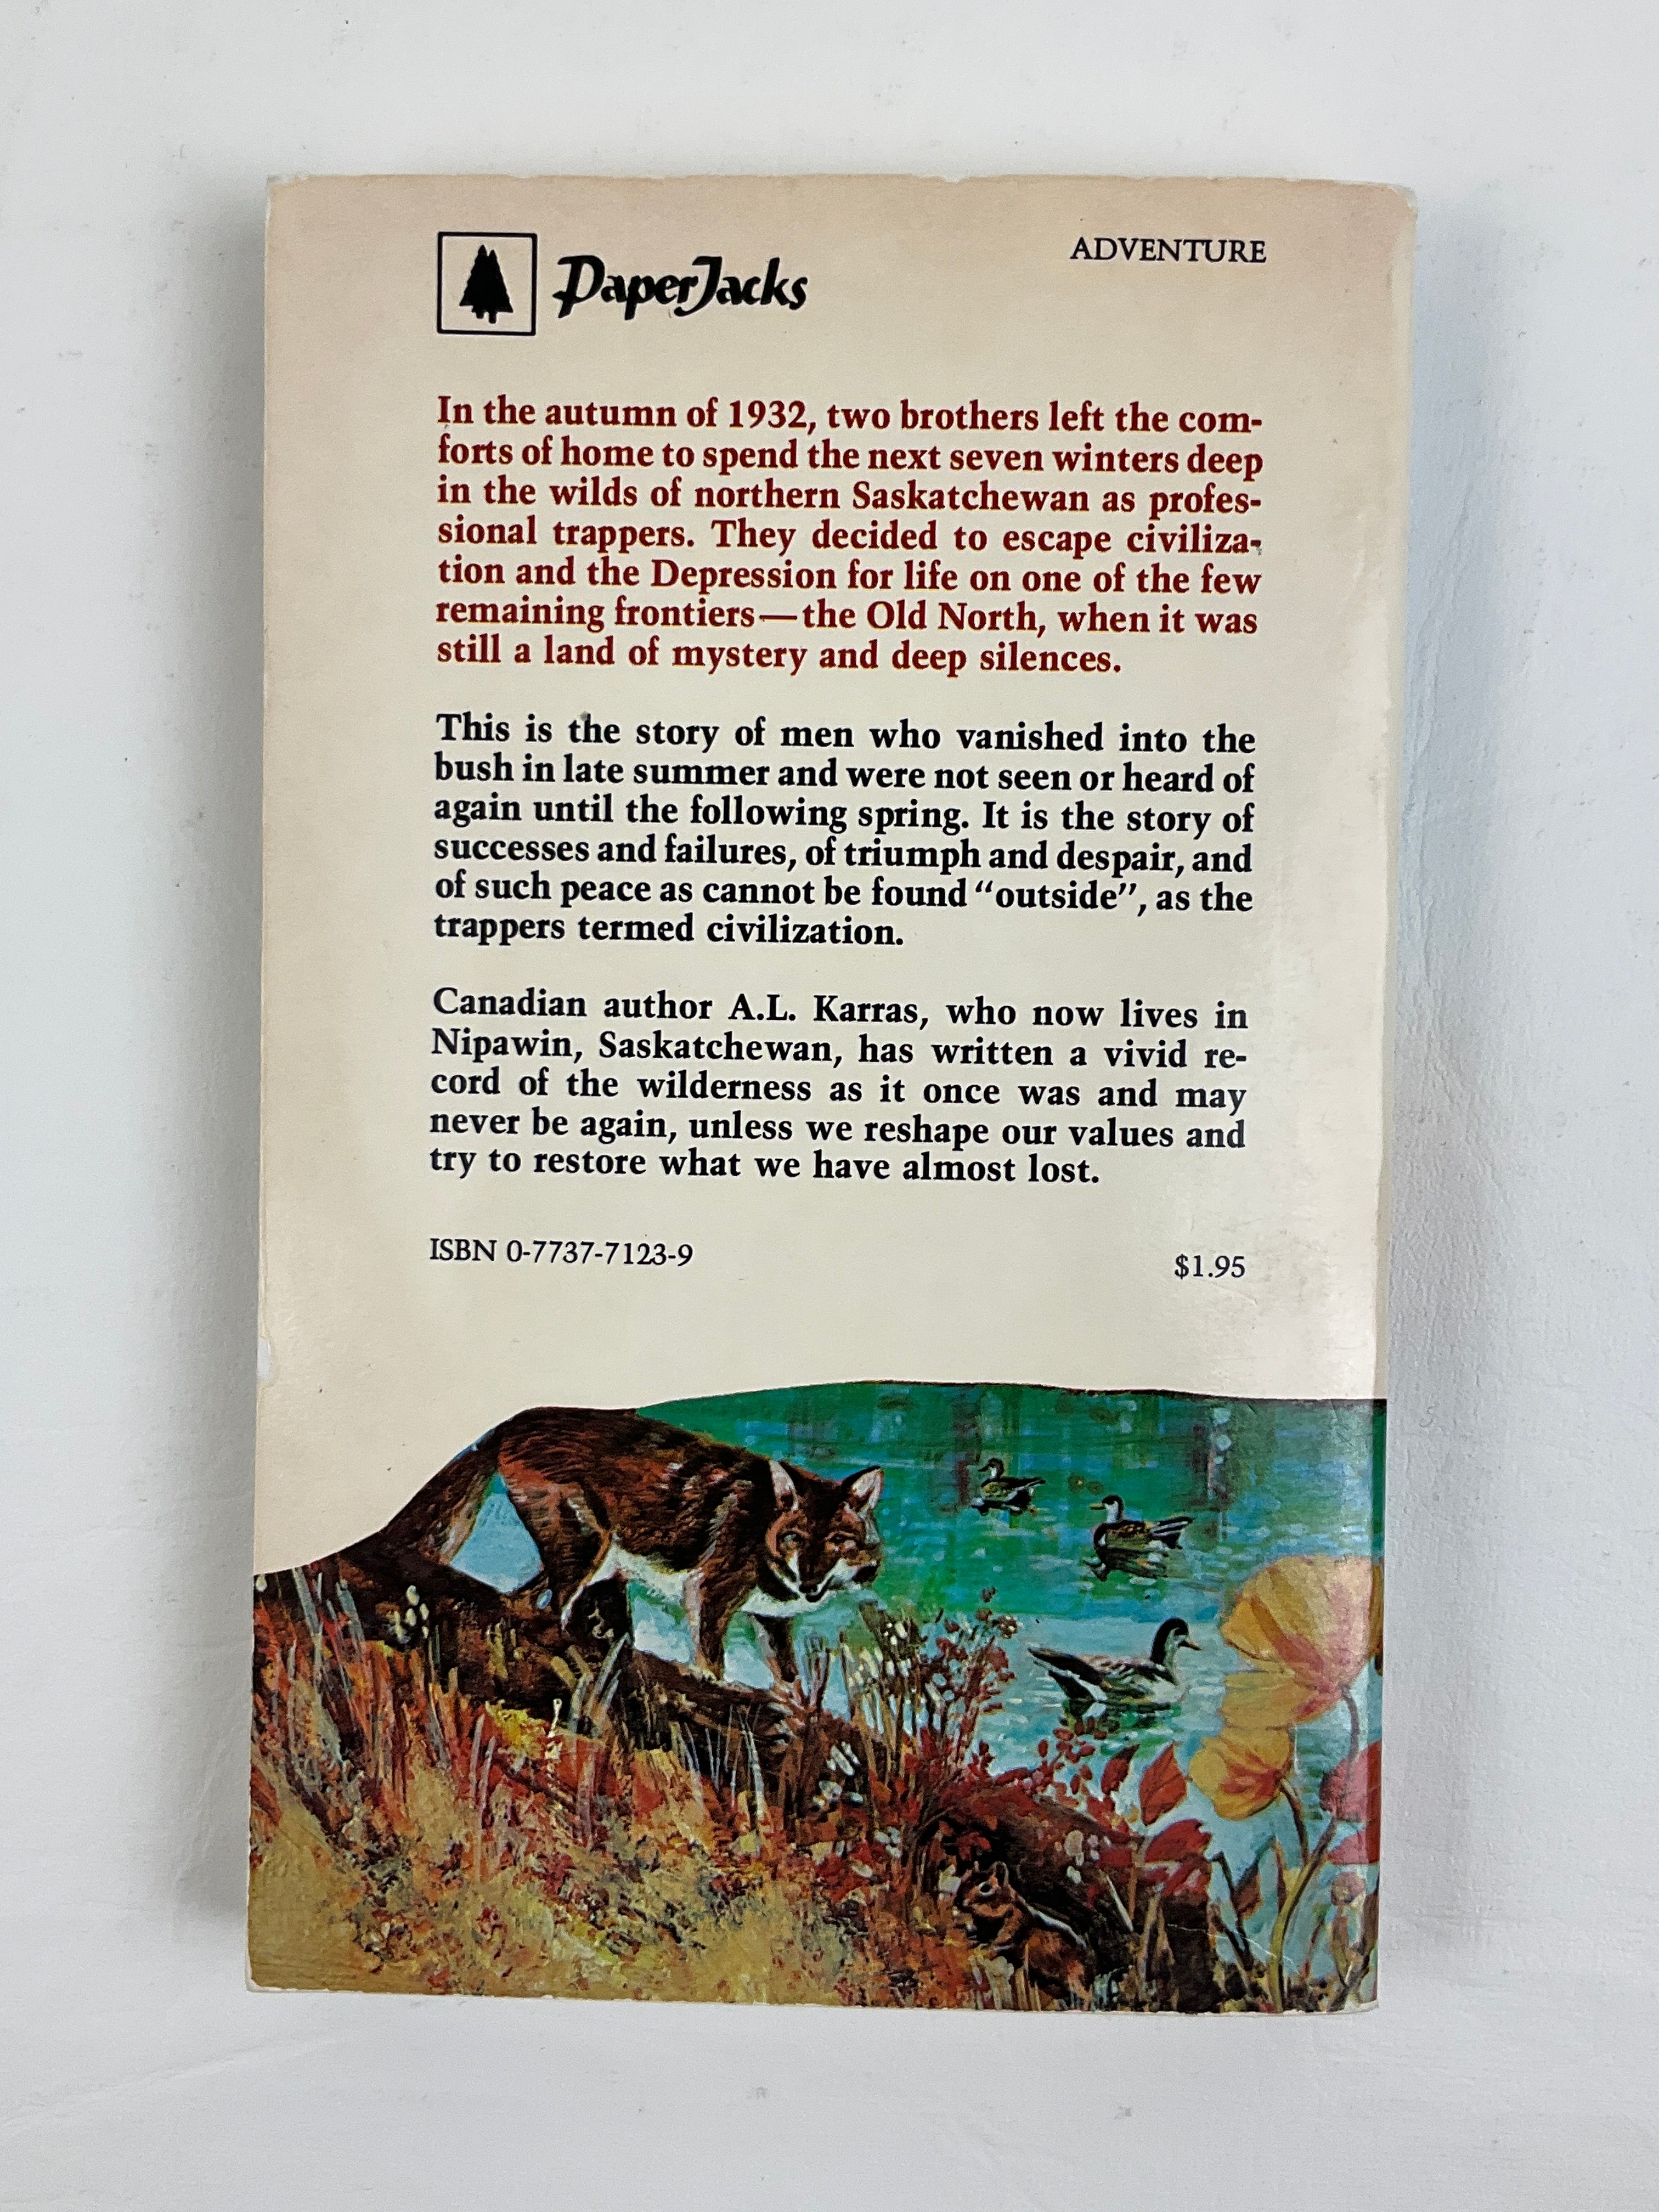 PaperJacks
ADVENTURE
In the autumn of 1932, two brothers left the com-
forts of home to spend the next seven winters deep
in the wilds of northern Saskatchewan as profes-
sional trappers. They decided to escape civiliza-
tion and the Depression for life on one of the few
remaining frontiers—the Old North, when it was
still a land of mystery and deep silences.
This is the story of men who vanished into the
bush in late summer and were not seen or heard of
again until the following spring. It is the story of
successes and failures, of triumph and despair, and
of such peace as cannot be found "outside", as the
trappers termed civilization.
Canadian author A.L. Karras, who now lives in
Nipawin, Saskatchewan, has written a vivid re-
cord of the wilderness as it once was and may
never be again, unless we reshape our values and
try to restore what we have almost lost.
ISBN 0-7737-7123-9
$1.95